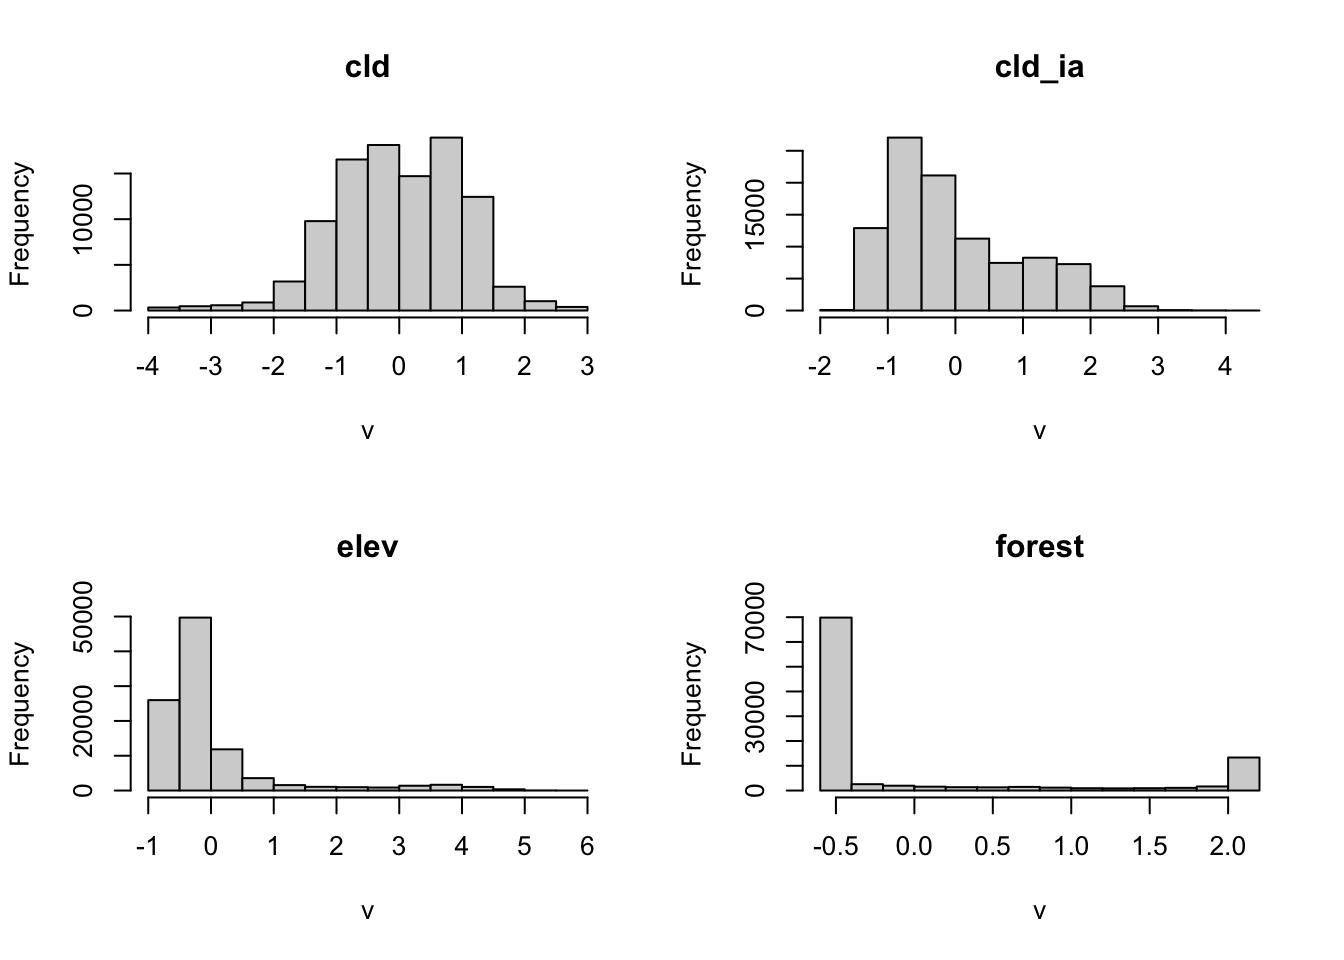 cld
Frequency
0
10000
-4 -3 -2 -1 0 1 2 3
v
cld_ia
Frequency
0
15000
-2 -1 0 1 2 3 4
v
elev
Frequency
0
20000
50000
-1 0 1 2 3 4 5 6
v
forest
Frequency
0
30000
70000
-0.5 0.0 0.5 1.0 1.5 2.0
v